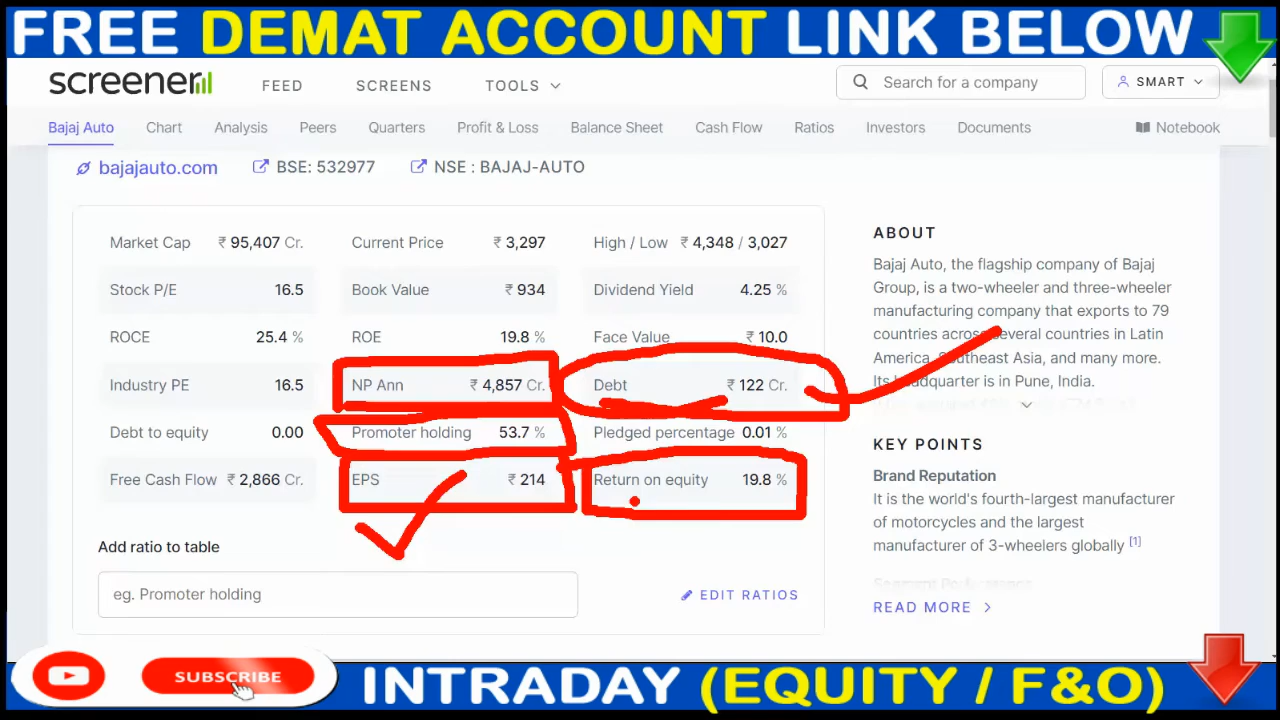 FREE DEMAT ACCOUNT LINK BELOW
screener FEED SCREENS TOOLS Search for a company SMART
Bajaj Auto Chart Analysis Peers Quarters Profit & Loss Balance Sheet Cash Flow Ratios Investors Documents Notebook
bajajauto.com BSE: 532977 NSE : BAJAJ-AUTO
Market Cap ₹ 95,407 Cr. Current Price ₹ 3,297 High / Low ₹ 4,348 / 3,027
Stock P/E 16.5 Book Value ₹ 934 Dividend Yield 4.25 %
ROCE 25.4 % ROE 19.8 % Face Value ₹ 10.0
Industry PE 16.5 NP Ann ₹ 4,857 Cr. Debt ₹ 122 Cr.
Debt to equity 0.00 Promoter holding 53.7 % Pledged percentage 0.01 %
Free Cash Flow ₹ 2,866 Cr. EPS ₹ 214 Return on equity 19.8 %
Add ratio to table
eg. Promoter holding EDIT RATIOS
ABOUT
Bajaj Auto, the flagship company of Bajaj
Group, is a two-wheeler and three-wheeler
manufacturing company that exports to 79
countries across several countries in Latin
America, Southeast Asia, and many more.
Its headquarter is in Pune, India.
KEY POINTS
Brand Reputation
It is the world's fourth-largest manufacturer
of motorcycles and the largest
manufacturer of 3-wheelers globally [1]
READ MORE
SUBSCRIBE INTRADAY (EQUITY / F&O)